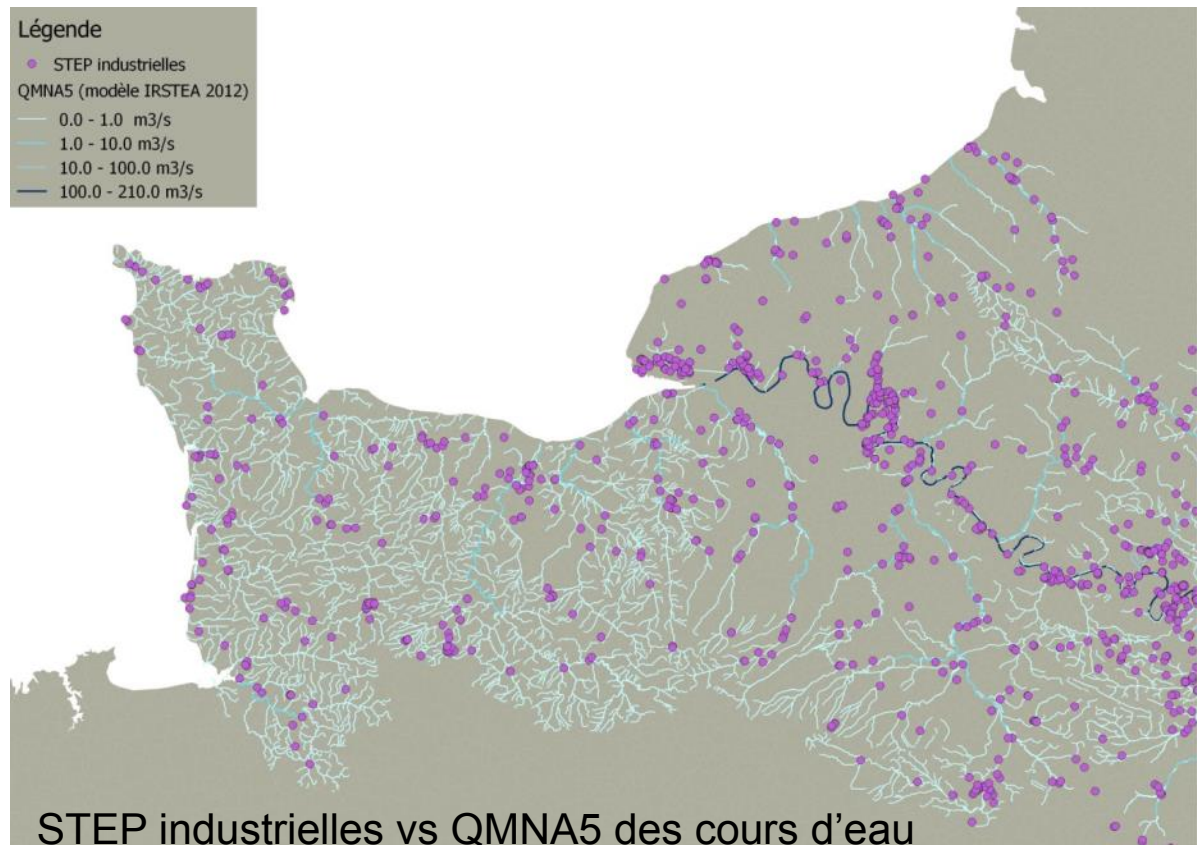 Légende
STEP industrielles
QMNA5 (modèle IRSTEA 2012)
0.0 - 1.0 m3/s
1.0 - 10.0 m3/s
10.0 - 100.0 m3/s
100.0 - 210.0 m3/s
STEP industrielles vs QMNA5 des cours d’eau